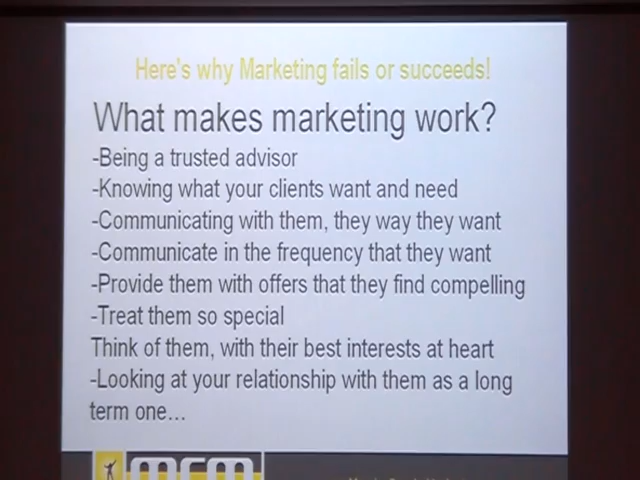 Here's why Marketing fails or succeeds!
What makes marketing work?
-Being a trusted advisor
-Knowing what your clients want and need
-Communicating with them, they way they want
-Communicate in the frequency that they want
-Provide them with offers that they find compelling
-Treat them so special
Think of them, with their best interests at heart
-Looking at your relationship with them as a long
term one...